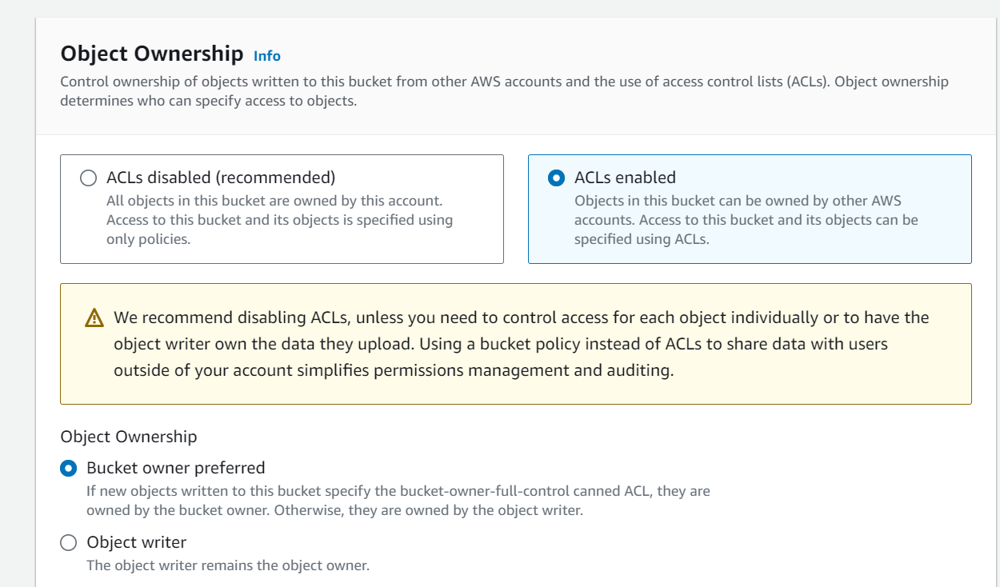 Object Ownership Info
Control ownership of objects written to this bucket from other AWS accounts and the use of access control lists (ACLs). Object ownership
determines who can specify access to objects.
ACLs disabled (recommended)
All objects in this bucket are owned by this account.
Access to this bucket and its objects is specified using
only policies.
ACLs enabled
Objects in this bucket can be owned by other AWS
accounts. Access to this bucket and its objects can be
specified using ACLs.
We recommend disabling ACLs, unless you need to control access for each object individually or to have the
object writer own the data they upload. Using a bucket policy instead of ACLs to share data with users
outside of your account simplifies permissions management and auditing.
Object Ownership
Bucket owner preferred
If new objects written to this bucket specify the bucket-owner-full-control canned ACL, they are
owned by the bucket owner. Otherwise, they are owned by the object writer.
Object writer
The object writer remains the object owner.